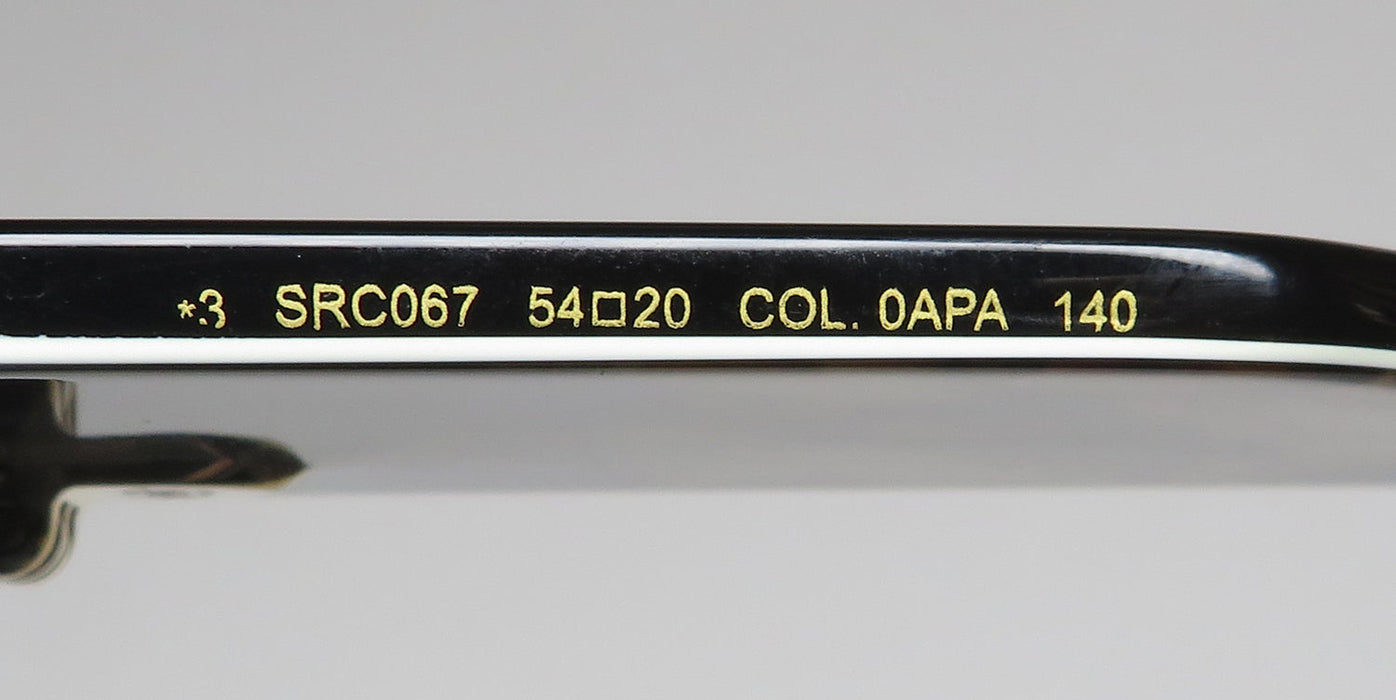 *3 SRC067 54□20 COL. 0APA 140